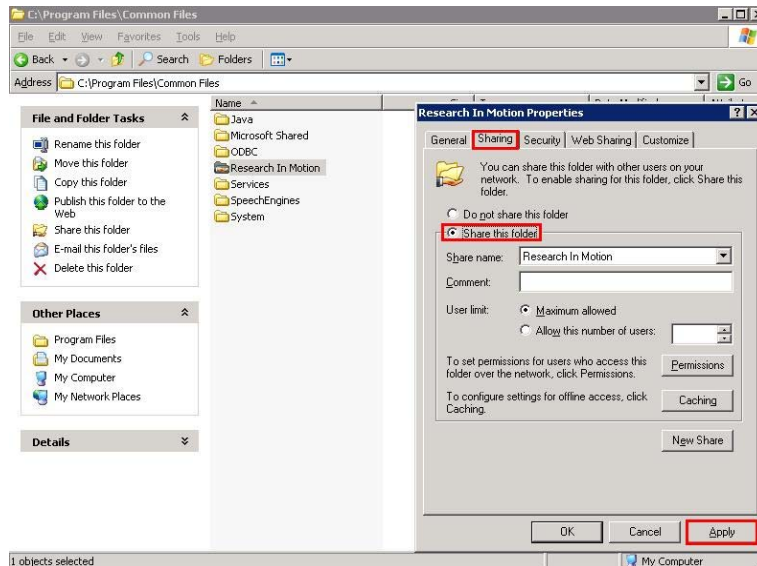 C:\Program Files\Common Files
File Edit View Favorites Tools Help
Back Search Folders
Address C:\Program Files\Common Files Go
File and Folder Tasks
Rename this folder
Move this folder
Copy this folder
Publish this folder to the
Web
Share this folder
E-mail this folder's files
Delete this folder
Other Places
Program Files
My Documents
My Computer
My Network Places
Details
Name
Java
Microsoft Shared
ODBC
Research In Motion
Services
SpeechEngines
System
Research In Motion Properties
General Sharing Security Web Sharing Customize
You can share this folder with other users on your
network. To enable sharing for this folder, click Share this
folder.
Do not share this folder
Share this folder
Share name: Research In Motion
Comment:
User limit: Maximum allowed
Allow this number of users:
To set permissions for users who access this
folder over the network, click Permissions.
Permissions
To configure settings for offline access, click
Caching.
Caching
New Share
OK Cancel Apply
1 objects selected
My Computer